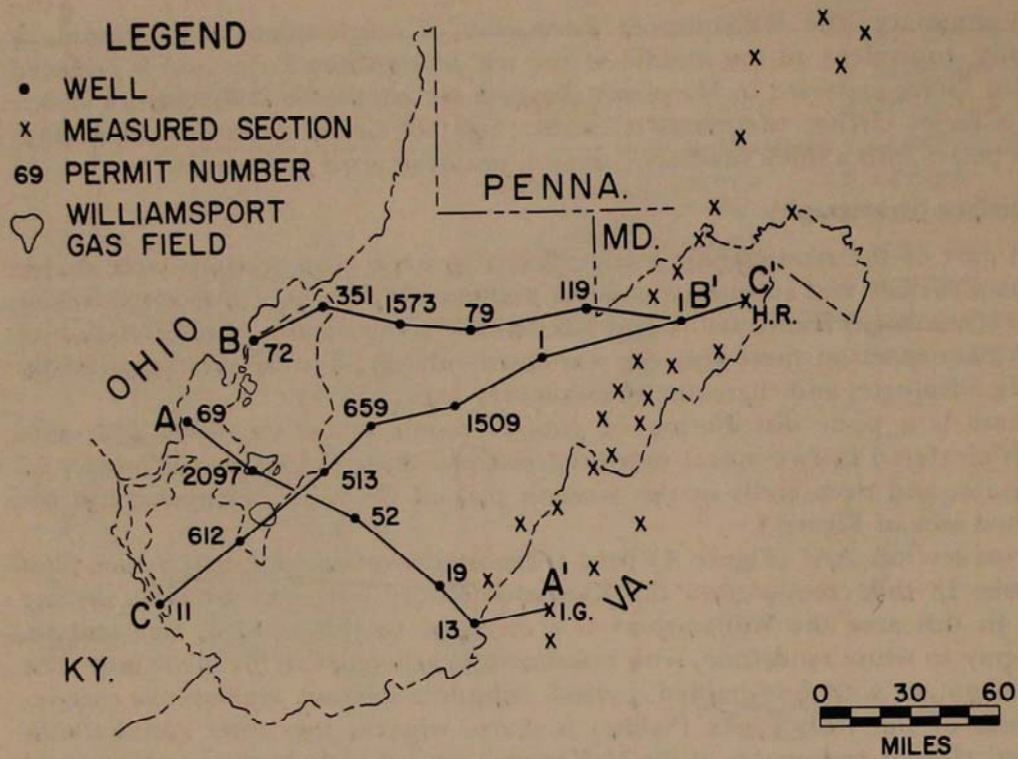 LEGEND
WELL
MEASURED SECTION
69 PERMIT NUMBER
WILLIAMSPORT
GAS FIELD
PENNA.
MD.
OHIO
VA.
KY.
B
72
351
1573
79
119
1
B'
C'
H.R.
1
A
69
659
1509
2097
513
612
52
C
11
19
13
A'
I.G.
0 30 60
MILES